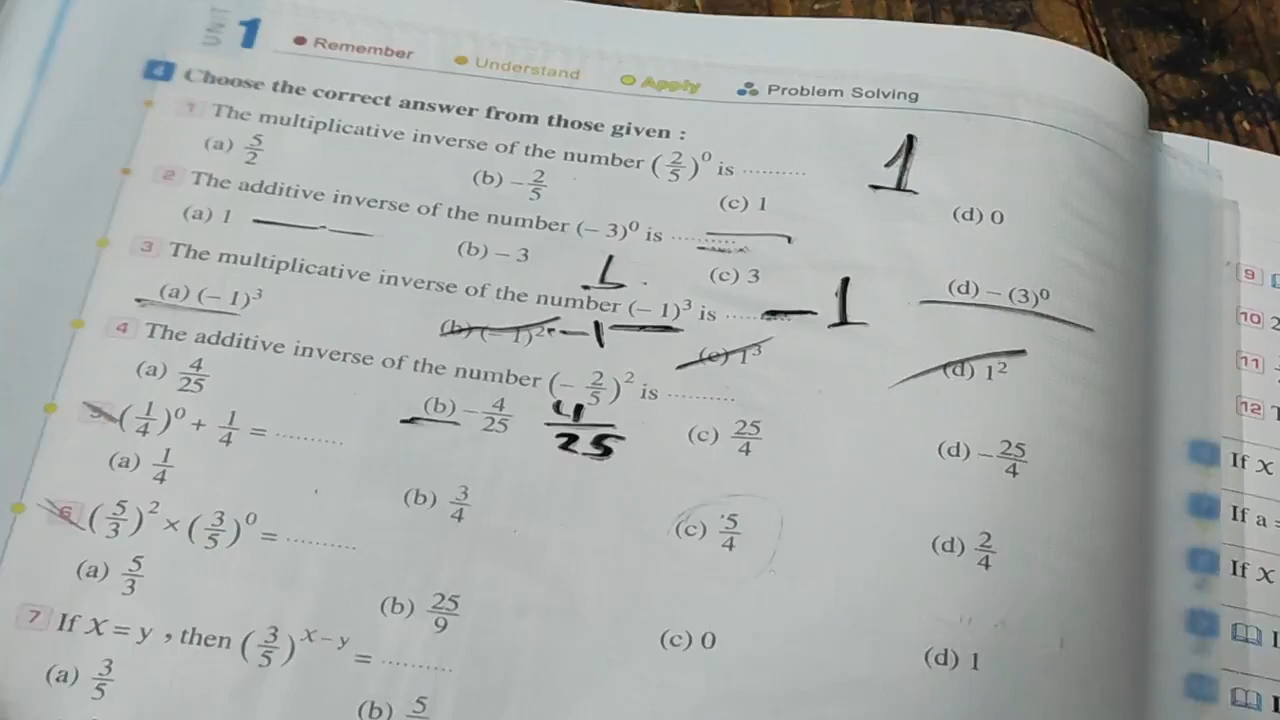 UNIT 1 Remember Understand Apply Problem Solving
4 Choose the correct answer from those given :
1 The multiplicative inverse of the number (2/5)⁰ is .......... 1
(a) 5/2 (b) – 2/5 (c) 1 (d) 0
2 The additive inverse of the number (– 3)⁰ is ..........
(a) 1 (b) – 3 (c) 3 (d) – (3)⁰
1
3 The multiplicative inverse of the number (– 1)³ is .......... – 1
(a) (– 1)³ (b) (– 1)² – 1 (c) 1³ (d) 1²
4 The additive inverse of the number (– 2/5)² is ..........
(a) 4/25 (b) – 4/25 4/25 (c) 25/4 (d) – 25/4
5 (1/4)⁰ + 1/4 = ..........
(a) 1/4 (b) 3/4 (c) 5/4 (d) 2/4
6 (5/3)² × (3/5)⁰ = ..........
(a) 5/3 (b) 25/9 (c) 0 (d) 1
7 If X = y , then (3/5)^(X – y) = ..........
(a) 3/5 (b) 5
9
10 2
11
12
If X
If a =
If X